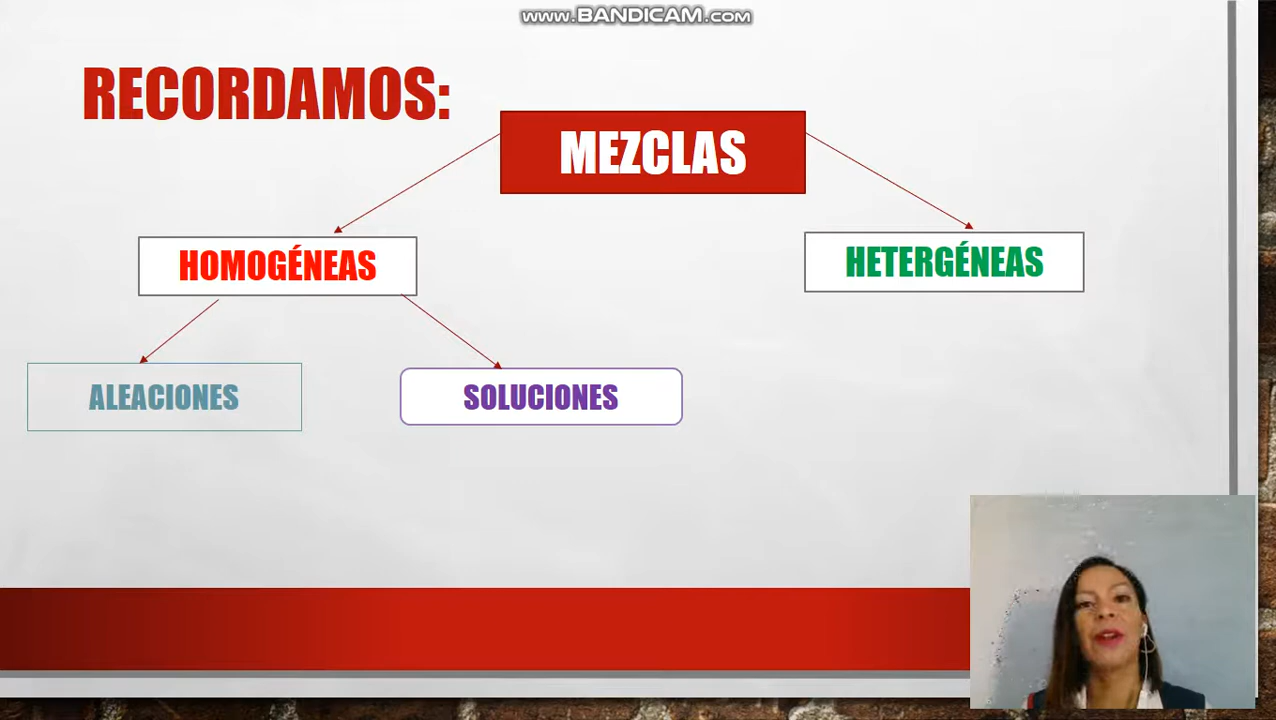 www.BANDICAM.com
RECORDAMOS:
MEZCLAS
HOMOGÉNEAS
HETERGÉNEAS
ALEACIONES
SOLUCIONES